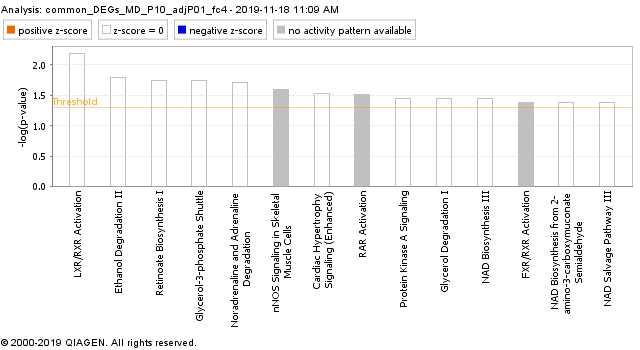 Analysis: common_DEGs_MD_P10_adjP01_fc4 - 2019-11-18 11:09 AM
positive z-score
z-score = 0
negative z-score
no activity pattern available
-log(p-value)
2.0
1.5
1.0
0.5
0.0
Threshold
LXR/RXR Activation
Ethanol Degradation II
Retinoate Biosynthesis I
Glycerol-3-phosphate Shuttle
Noradrenaline and Adrenaline
Degradation
nNOS Signaling in Skeletal
Muscle Cells
Cardiac Hypertrophy
Signaling (Enhanced)
RAR Activation
Protein Kinase A Signaling
Glycerol Degradation I
NAD Biosynthesis III
FXR/RXR Activation
NAD Biosynthesis from 2-
amino-3-carboxymuconate
Semialdehyde
NAD Salvage Pathway III
© 2000-2019 QIAGEN. All rights reserved.